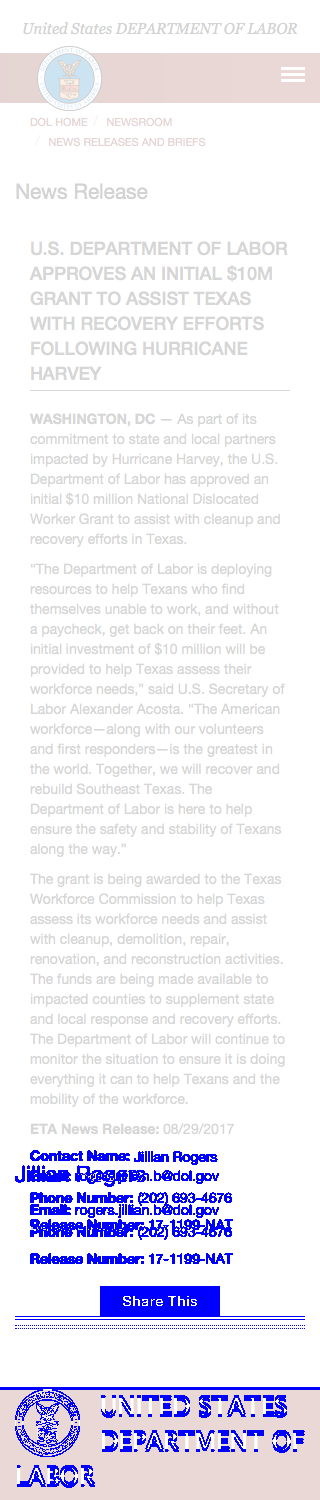 United States DEPARTMENT OF LABOR
DOL HOME / NEWSROOM
/ NEWS RELEASES AND BRIEFS
News Release
U.S. DEPARTMENT OF LABOR
APPROVES AN INITIAL $10M
GRANT TO ASSIST TEXAS
WITH RECOVERY EFFORTS
FOLLOWING HURRICANE
HARVEY
WASHINGTON, DC — As part of its
commitment to state and local partners
impacted by Hurricane Harvey, the U.S.
Department of Labor has approved an
initial $10 million National Dislocated
Worker Grant to assist with cleanup and
recovery efforts in Texas.
“The Department of Labor is deploying
resources to help Texans who find
themselves unable to work, and without
a paycheck, get back on their feet. An
initial investment of $10 million will be
provided to help Texas assess their
workforce needs,” said U.S. Secretary of
Labor Alexander Acosta. “The American
workforce—along with our volunteers
and first responders—is the greatest in
the world. Together, we will recover and
rebuild Southeast Texas. The
Department of Labor is here to help
ensure the safety and stability of Texans
along the way.”
The grant is being awarded to the Texas
Workforce Commission to help Texas
assess its workforce needs and assist
with cleanup, demolition, repair,
renovation, and reconstruction activities.
The funds are being made available to
impacted counties to supplement state
and local response and recovery efforts.
The Department of Labor will continue to
monitor the situation to ensure it is doing
everything it can to help Texans and the
mobility of the workforce.
ETA News Release: 08/29/2017
Contact Name: Jillian Rogers
Jillian Rogers
Phone Number: (202) 693-4676
Email: rogers.jillian.b@dol.gov
Release Number: 17-1199-NAT
Phone Number: (202) 693-4676
Release Number: 17-1199-NAT
Share This
UNITED STATES
DEPARTMENT OF
LABOR